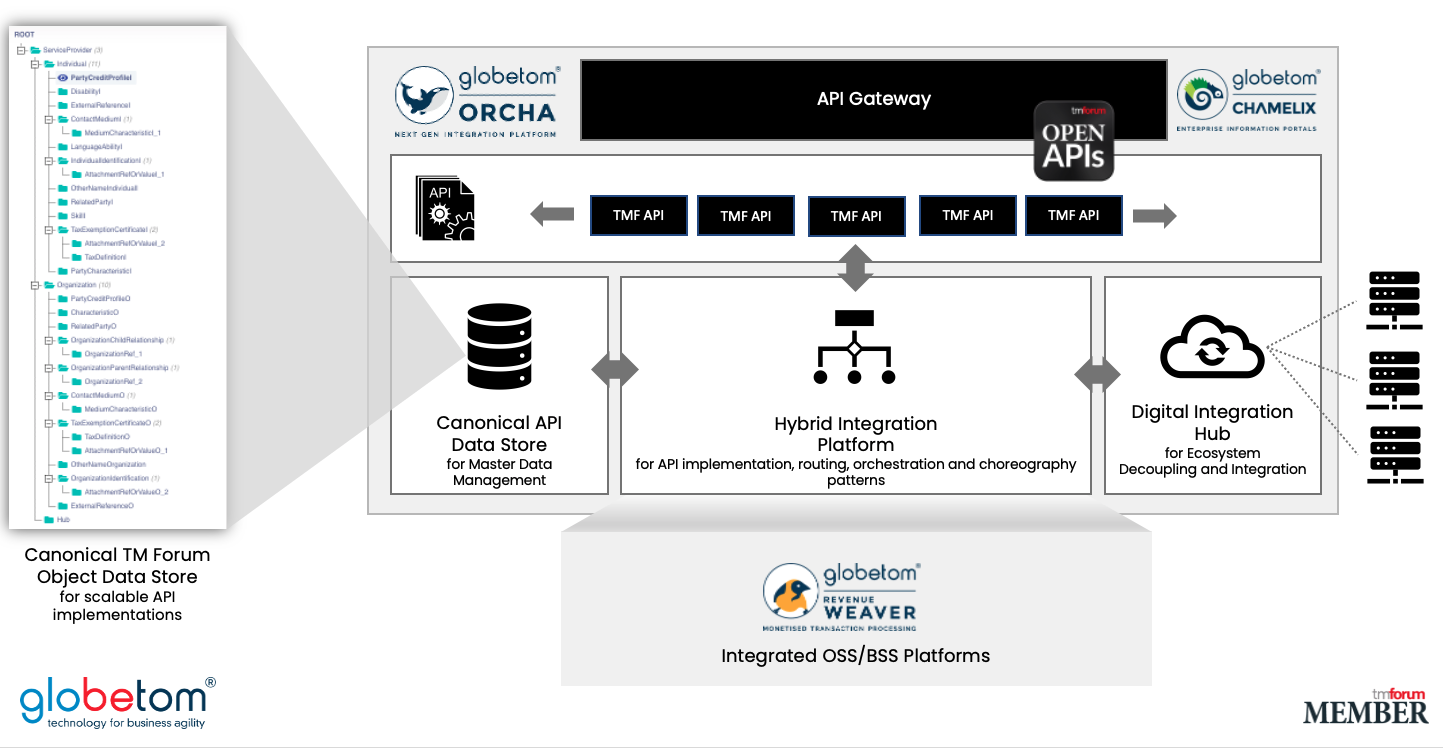 ROOT
ServiceProvider (3)
Individual (11)
PartyCreditProfileI
DisabilityI
ExternalReferenceI
ContactMediumI (1)
MediumCharacteristicI_1
LanguageAbilityI
IndividualIdentificationI (1)
AttachmentRefOrValueI_1
OtherNameIndividualI
RelatedPartyI
SkillI
TaxExemptionCertificateI (2)
AttachmentRefOrValueI_2
TaxDefinitionI
PartyCharacteristicI
Organization (10)
PartyCreditProfileO
CharacteristicO
RelatedPartyO
OrganizationChildRelationship (1)
OrganizationRef_1
OrganizationParentRelationship (1)
OrganizationRef_2
ContactMediumO (1)
MediumCharacteristicO
TaxExemptionCertificateO (2)
TaxDefinitionO
AttachmentRefOrValueO_1
OtherNameOrganization
OrganizationIdentification (1)
AttachmentRefOrValueO_2
ExternalReferenceO
Hub
Canonical TM Forum
Object Data Store
for scalable API
implementations
globetom®
ORCHA
NEXT GEN INTEGRATION PLATFORM
API Gateway
globetom®
CHAMELIX
ENTERPRISE INFORMATION PORTALS
tmforum
OPEN
APIs
API
TMF API
TMF API
TMF API
TMF API
TMF API
Canonical API
Data Store
for Master Data
Management
Hybrid Integration
Platform
for API implementation, routing, orchestration and choreography
patterns
Digital Integration
Hub
for Ecosystem
Decoupling and Integration
globetom®
REVENUE
WEAVER
MONETISED TRANSACTION PROCESSING
Integrated OSS/BSS Platforms
globetom®
technology for business agility
tmforum
MEMBER